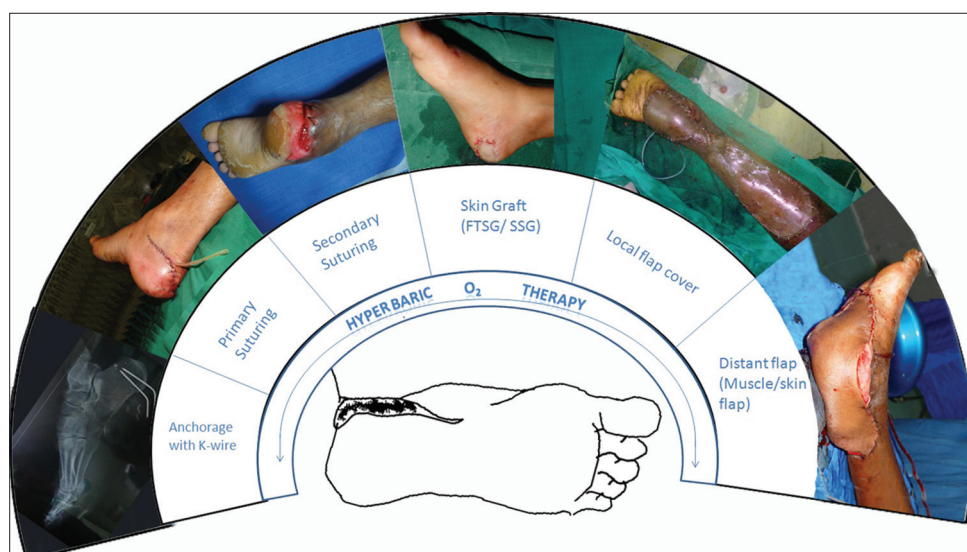 Anchorage
with K-wire
Primary
Suturing
Secondary
Suturing
Skin Graft
(FTSG/ SSG)
Local flap cover
Distant flap
(Muscle/skin
flap)
HYPERBARIC O₂ THERAPY